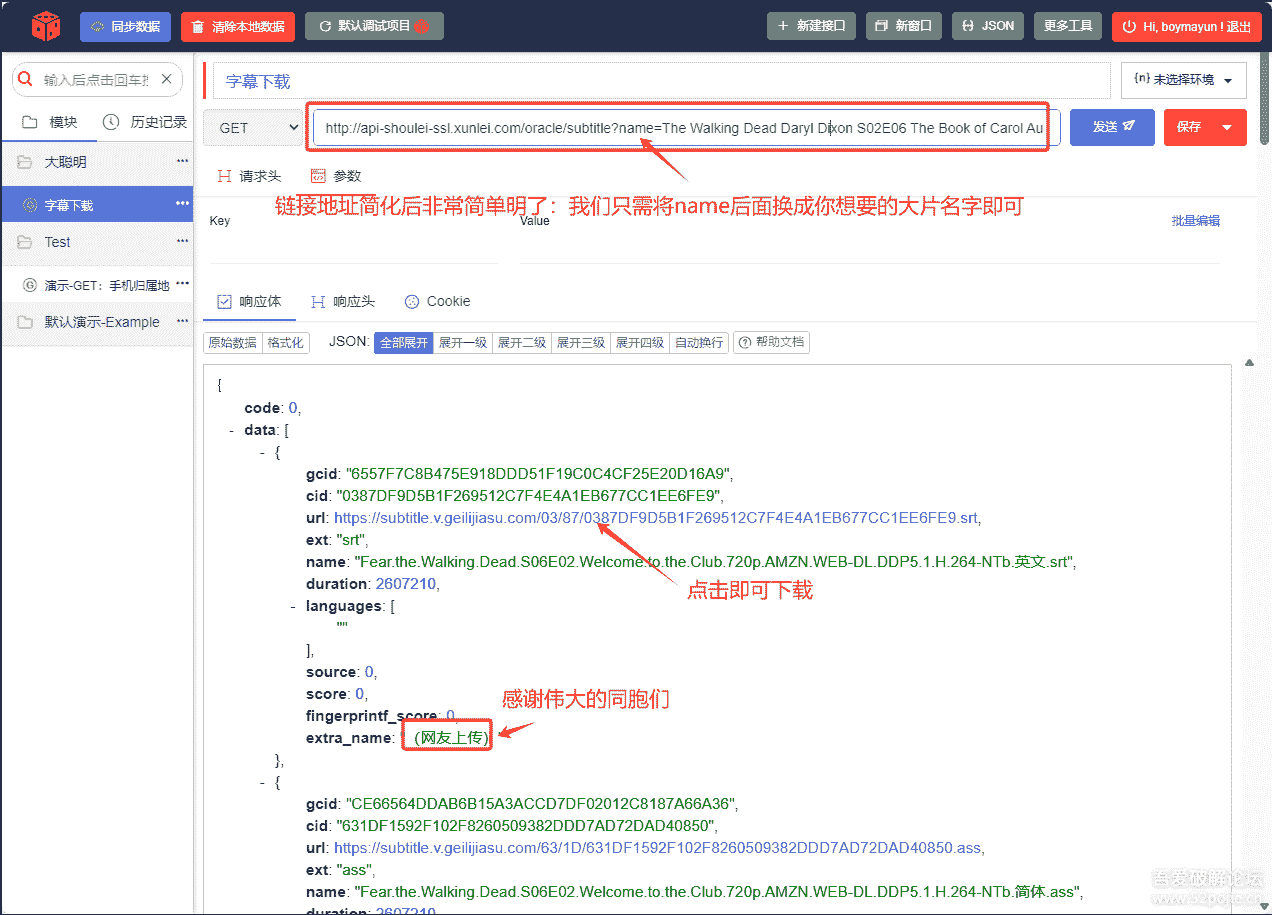 同步数据 清除本地数据 默认调试项目 新建接口 新窗口 JSON 更多工具 Hi, boymayun ! 退出
输入后点击回车搜
模块 历史记录
大聪明 ···
字幕下载 ···
Test ···
演示-GET：手机归属地 ···
默认演示-Example ···
字幕下载 {n} 未选择环境
GET http://api-shoulei-ssl.xunlei.com/oracle/subtitle?name=The Walking Dead Daryl Dixon S02E06 The Book of Carol Au 发送 保存
请求头 参数
链接地址简化后非常简单明了：我们只需将name后面换成你想要的大片名字即可
Key Value 批量编辑
响应体 响应头 Cookie
原始数据 格式化 JSON: 全部展开 展开一级 展开二级 展开三级 展开四级 自动换行 帮助文档
{
code: 0,
- data: [
- {
gcid: "6557F7C8B475E918DDD51F19C0C4CF25E20D16A9",
cid: "0387DF9D5B1F269512C7F4E4A1EB677CC1EE6FE9",
url: https://subtitle.v.geilijiasu.com/03/87/0387DF9D5B1F269512C7F4E4A1EB677CC1EE6FE9.srt,
ext: "srt",
name: "Fear.the.Walking.Dead.S06E02.Welcome.to.the.Club.720p.AMZN.WEB-DL.DDP5.1.H.264-NTb.英文.srt",
duration: 2607210,
点击即可下载
- languages: [
""
],
source: 0,
score: 0,
感谢伟大的同胞们
fingerprintf_score: 0,
extra_name: "（网友上传)
},
- {
gcid: "CE66564DDAB6B15A3ACCD7DF02012C8187A66A36",
cid: "631DF1592F102F8260509382DDD7AD72DAD40850",
url: https://subtitle.v.geilijiasu.com/63/1D/631DF1592F102F8260509382DDD7AD72DAD40850.ass,
ext: "ass",
name: "Fear.the.Walking.Dead.S06E02.Welcome.to.the.Club.720p.AMZN.WEB-DL.DDP5.1.H.264-NTb.简体.ass",
duration: 2607210
吾爱破解论坛
www.52pojie.cn